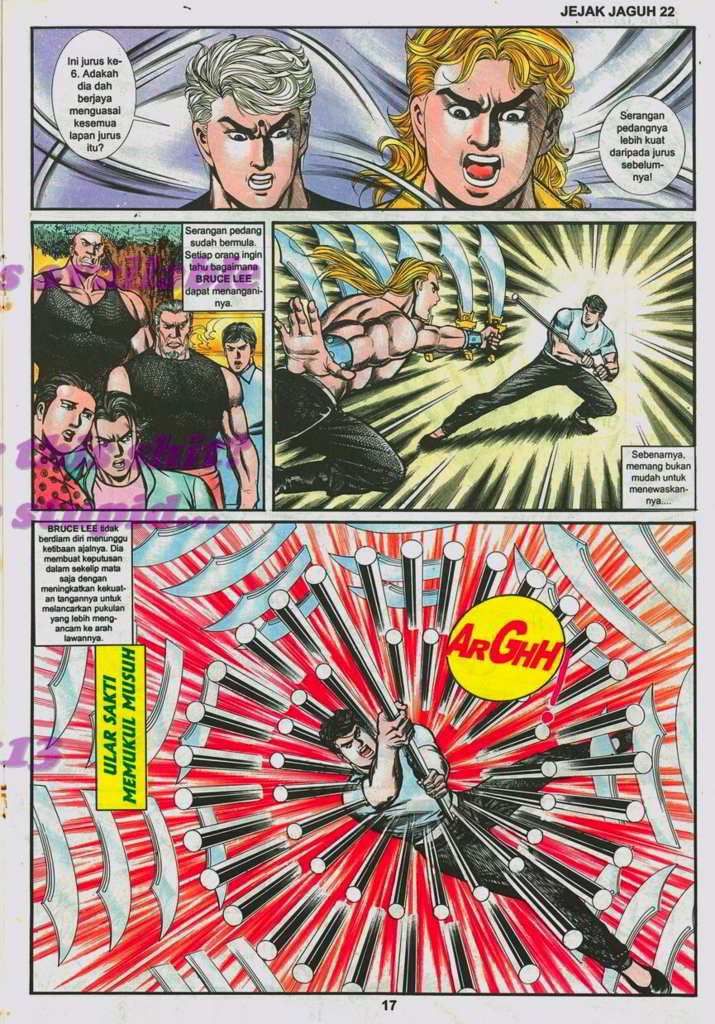 JEJAK JAGUH 22
Ini jurus ke-
6. Adakah
dia dah
berjaya
menguasai
kesemua
lapan jurus
itu?
Serangan
pedangnya
lebih kuat
daripada jurus
sebelum-
nya!
Serangan pedang
sudah bermula.
Setiap orang ingin
tahu bagaimana
BRUCE LEE
dapat menangani-
nya.
Sebenarnya,
memang bukan
mudah untuk
menewaskan-
nya....
BRUCE LEE tidak
berdiam diri menunggu
ketibaan ajalnya. Dia
membuat keputusan
dalam sekelip mata
saja dengan
meningkatkan kekuat-
an tangannya untuk
melancarkan pukulan
yang lebih meng-
ancam ke arah
lawannya.
ULAR SAKTI
MEMUKUL MUSUH
ARGHH!
this shit?
stupid...
13
17